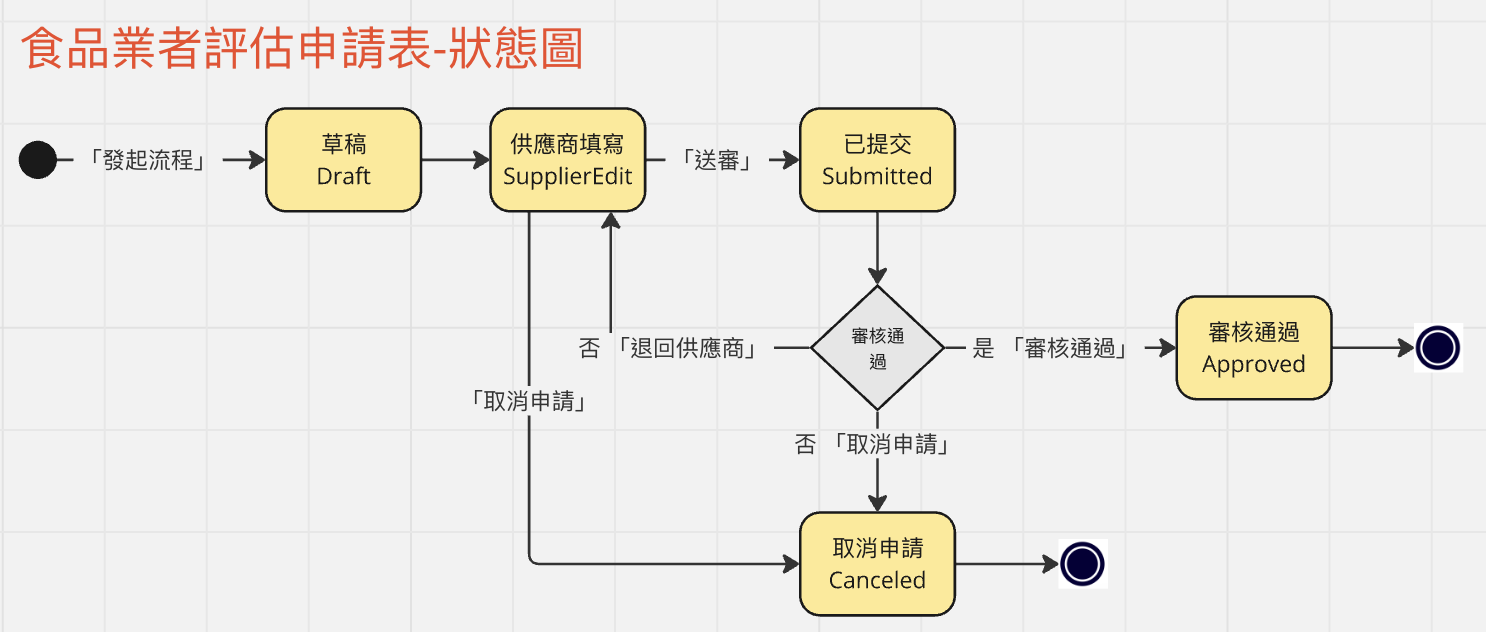 食品業者評估申請表-狀態圖
「發起流程」
草稿
Draft
供應商填寫
SupplierEdit
「送審」
已提交
Submitted
否 「退回供應商」
審核通
過
是 「審核通過」
審核通過
Approved
「取消申請」
否 「取消申請」
取消申請
Canceled